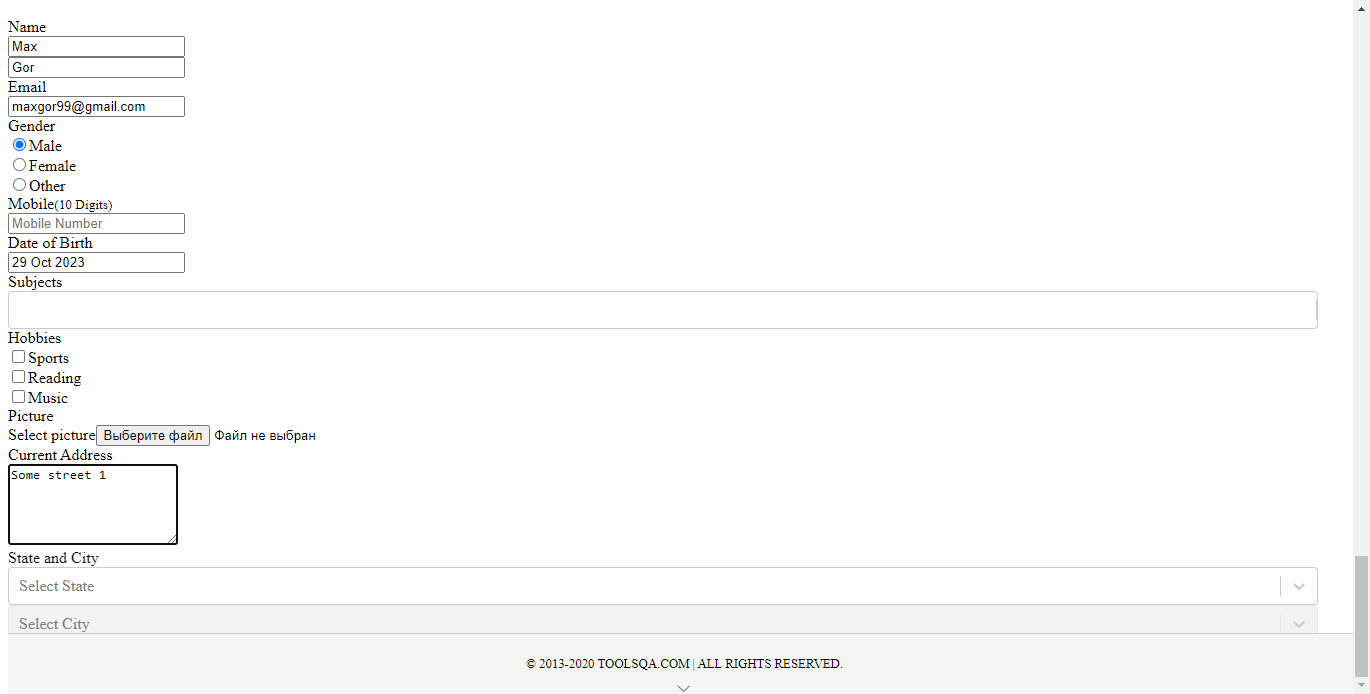 Name
Max
Gor
Email
maxgor99@gmail.com
Gender
Male
Female
Other
Mobile(10 Digits)
Mobile Number
Date of Birth
29 Oct 2023
Subjects
Hobbies
Sports
Reading
Music
Picture
Select picture Выберите файл Файл не выбран
Current Address
Some street 1
State and City
Select State
Select City
© 2013-2020 TOOLSQA.COM | ALL RIGHTS RESERVED.